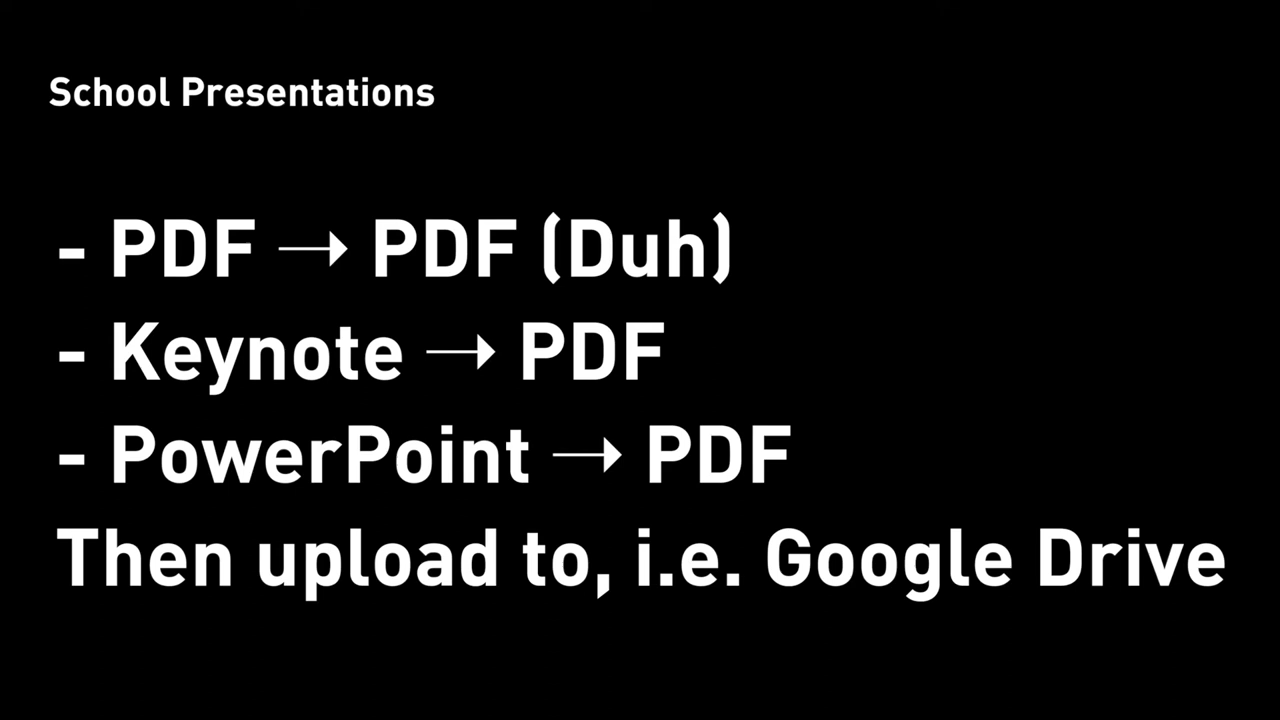 School Presentations
- PDF → PDF (Duh)
- Keynote → PDF
- PowerPoint → PDF
Then upload to, i.e. Google Drive